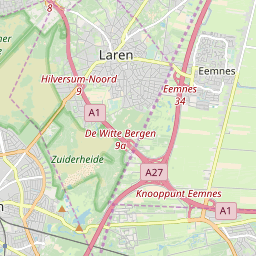 8
Laren
Hilversum-Noord
9
Eemnes
Eemnes
34
A1
De Witte Bergen
9a
Zuiderheide
A27
Knooppunt Eemnes
A1